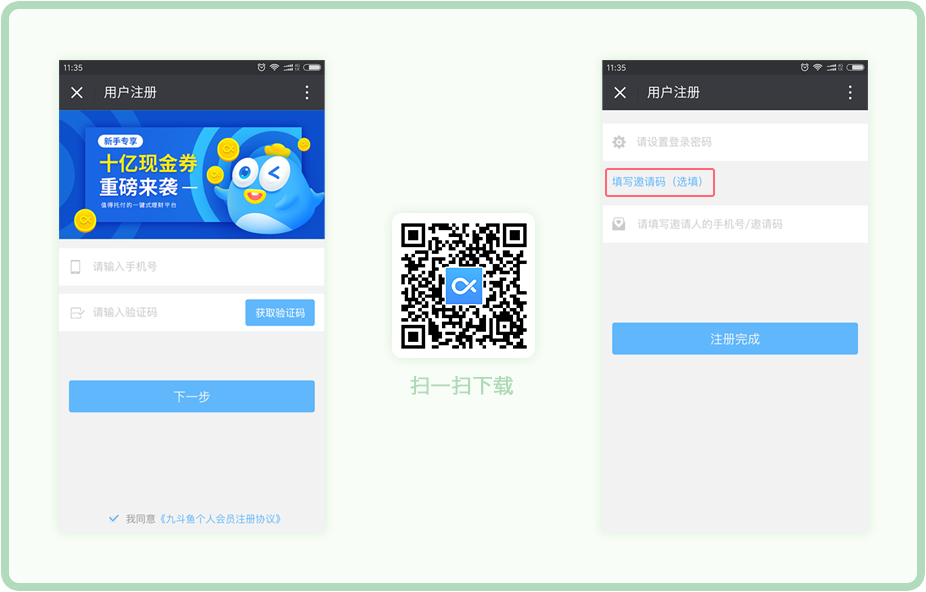 11:35
用户注册
新手专享
十亿现金券
重磅来袭
值得托付的一键式理财平台
请输入手机号
请输入验证码
获取验证码
下一步
我同意《九斗鱼个人会员注册协议》
扫一扫下载
11:35
用户注册
请设置登录密码
填写邀请码（选填）
请填写邀请人的手机号/邀请码
注册完成